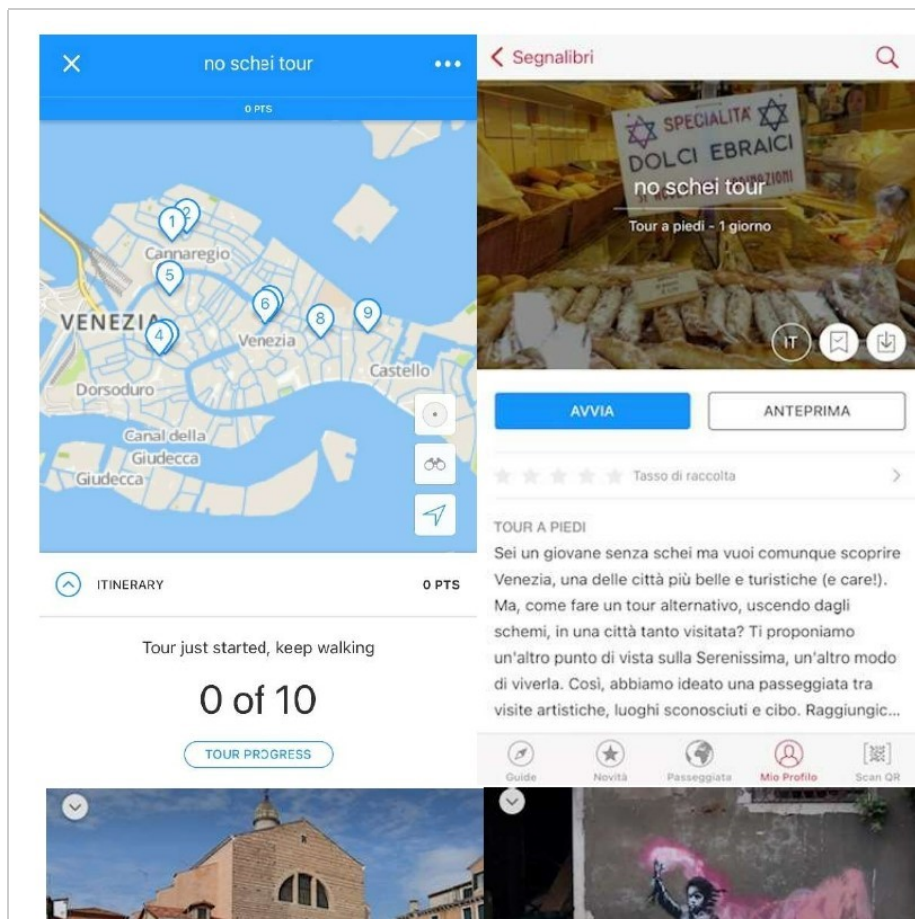 no schei tour
0 PTS
1
2
Cannaregio
5
VENEZIA
4
6
8
9
Venezia
Castello
Dorsoduro
Canal della
Giudecca
Giudecca
ITINERARY
0 PTS
Tour just started, keep walking
0 of 10
TOUR PROGRESS
Segnalibri
SPECIALITA'
DOLCI EBRAICI
no schei tour
Tour a piedi - 1 giorno
IT
AVVIA
ANTEPRIMA
Tasso di raccolta
TOUR A PIEDI
Sei un giovane senza schei ma vuoi comunque scoprire
Venezia, una delle città più belle e turistiche (e care!).
Ma, come fare un tour alternativo, uscendo dagli
schemi, in una città tanto visitata? Ti proponiamo
un'altro punto di vista sulla Serenissima, un'altro modo
di viverla. Così, abbiamo ideato una passeggiata tra
visite artistiche, luoghi sconosciuti e cibo. Raggiungic...
Guide
Novità
Passeggiata
Mio Profilo
Scan QR